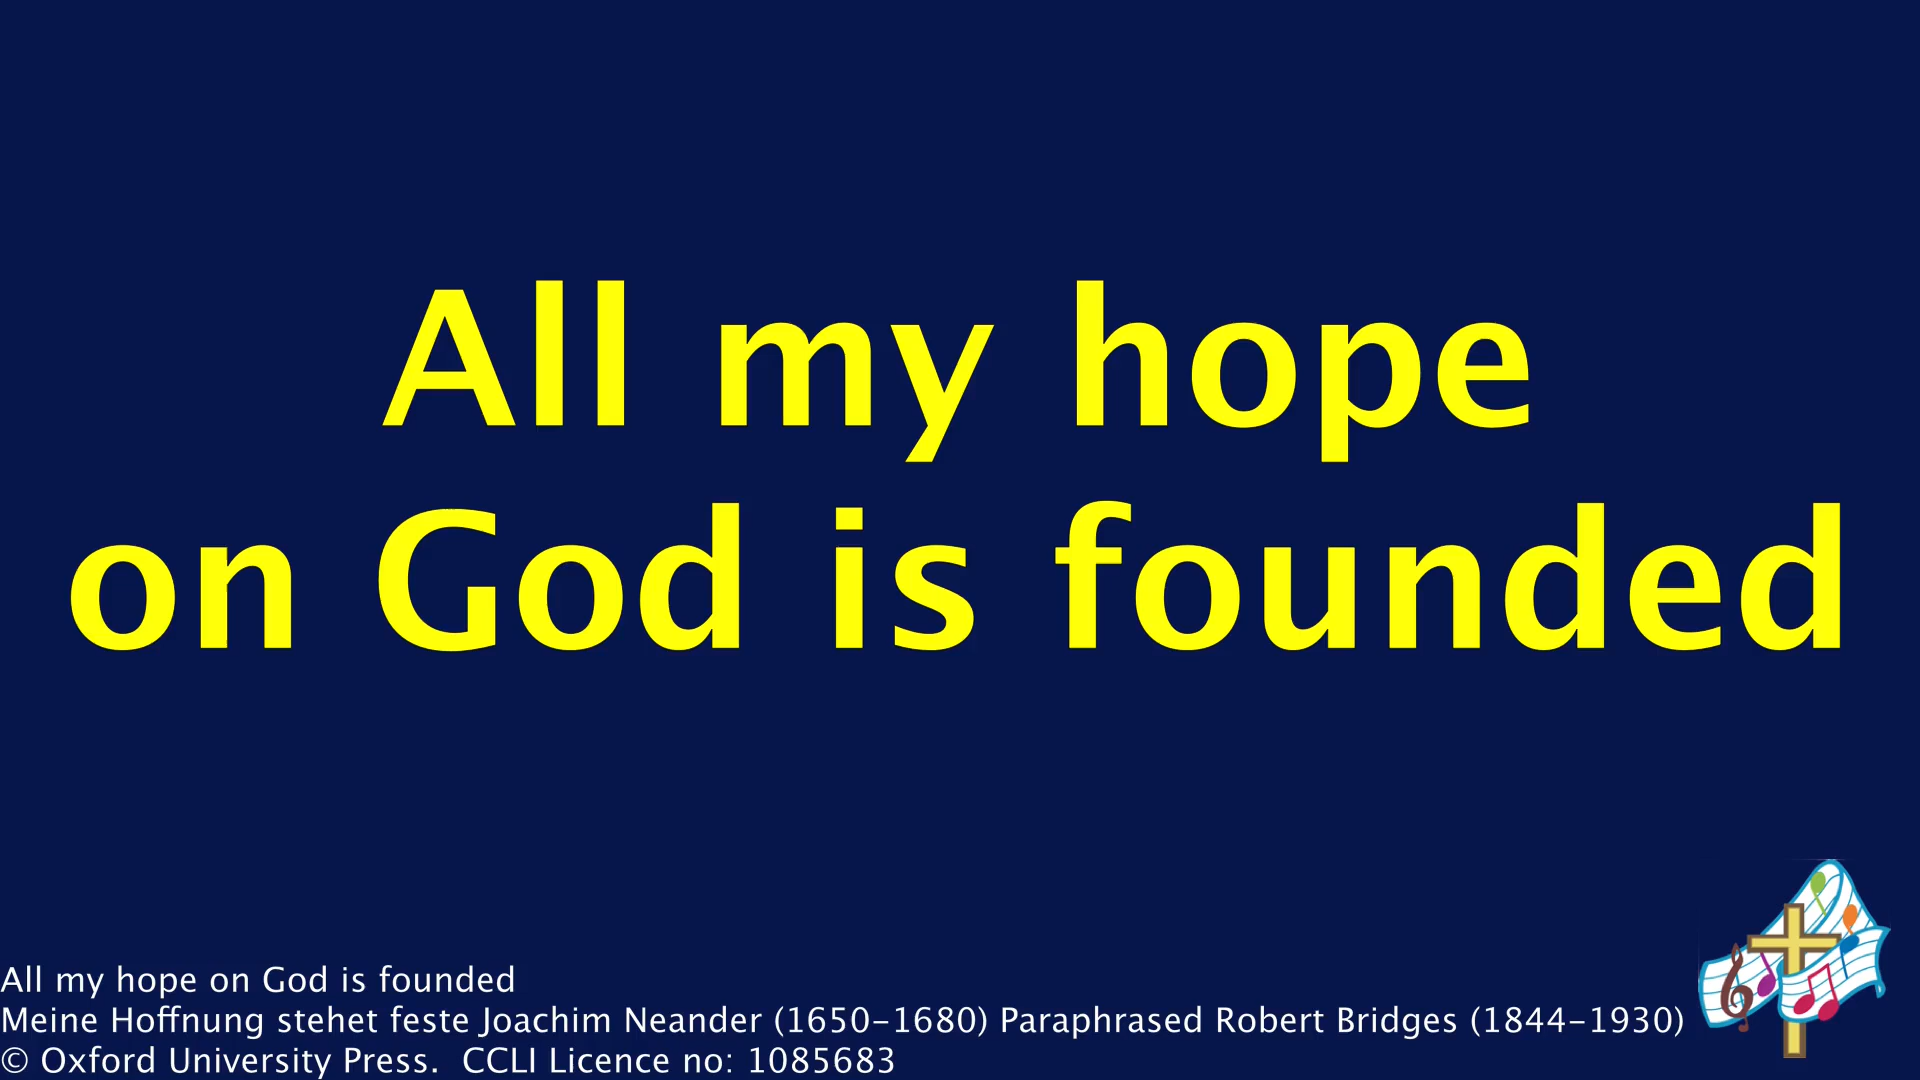 All my hope
on God is founded
All my hope on God is founded
Meine Hoffnung stehet feste Joachim Neander (1650-1680) Paraphrased Robert Bridges (1844-1930)
© Oxford University Press.  CCLI Licence no: 1085683